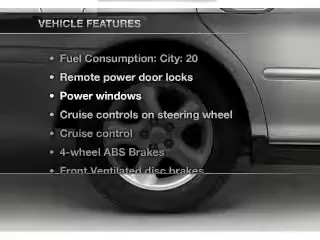 VEHICLE FEATURES
• Fuel Consumption: City: 20
• Remote power door locks
• Power windows
• Cruise controls on steering wheel
• Cruise control
• 4-wheel ABS Brakes
• Front Ventilated disc brakes